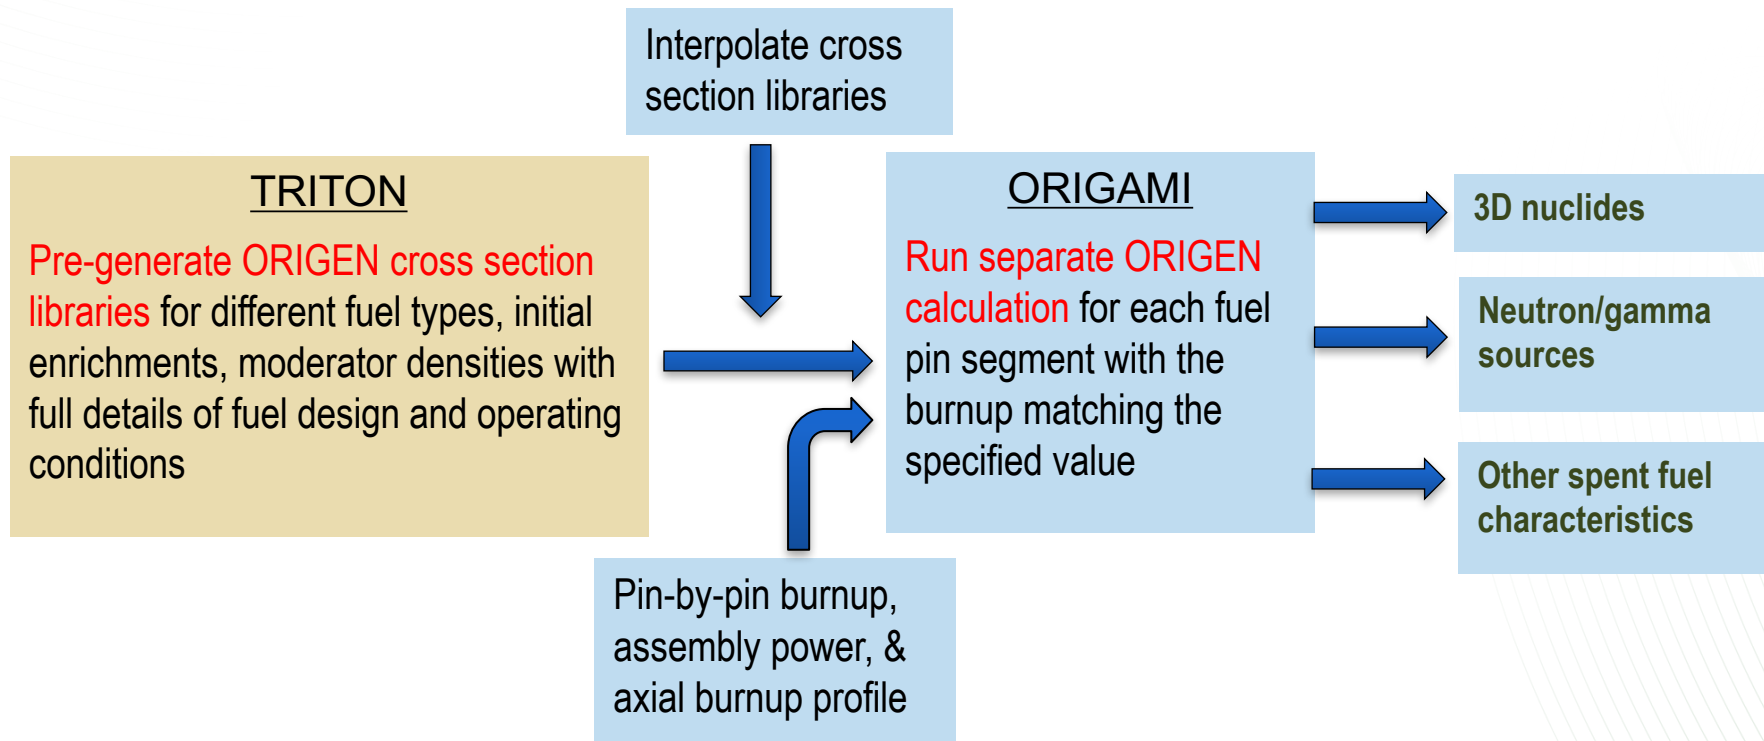 Interpolate cross
section libraries
TRITON
Pre-generate ORIGEN cross section
libraries for different fuel types, initial
enrichments, moderator densities with
full details of fuel design and operating
conditions
ORIGAMI
Run separate ORIGEN
calculation for each fuel
pin segment with the
burnup matching the
specified value
3D nuclides
Neutron/gamma
sources
Other spent fuel
characteristics
Pin-by-pin burnup,
assembly power, &
axial burnup profile